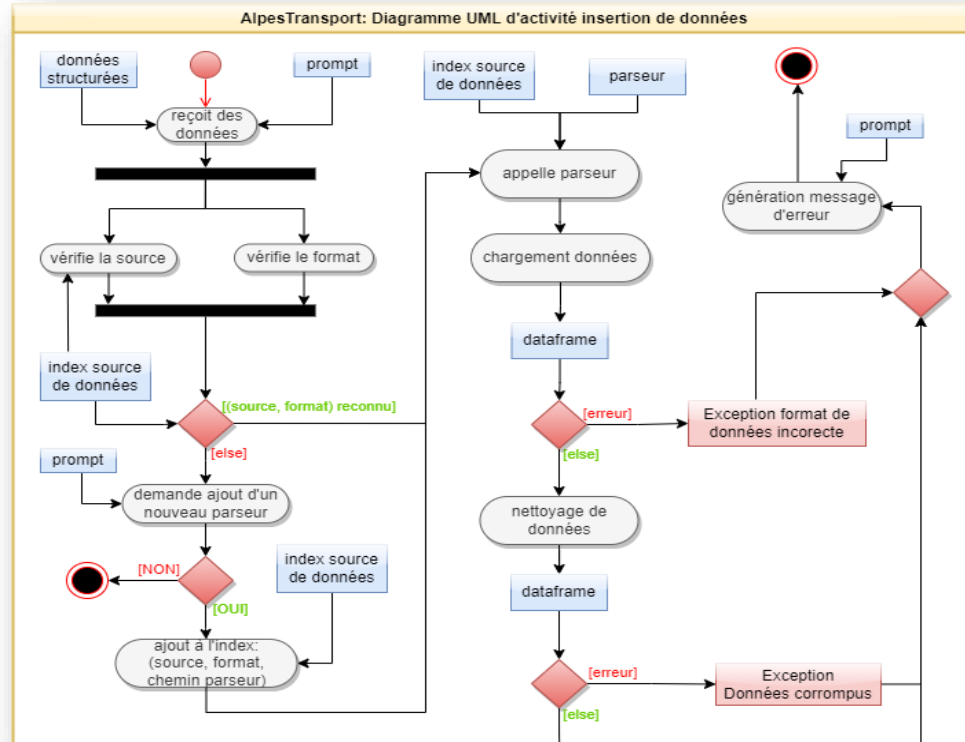 AlpesTransport: Diagramme UML d'activité insertion de données
données
structurées
prompt
reçoit des
données
vérifie la source
vérifie le format
index source
de données
[(source, format) reconnu]
[else]
prompt
demande ajout d'un
nouveau parseur
[NON]
[OUI]
index source
de données
ajout à l'index:
(source, format,
chemin parseur)
index source
de données
parseur
appelle parseur
chargement données
dataframe
[erreur]
[else]
Exception format de
données incorecte
nettoyage de
données
dataframe
[erreur]
[else]
Exception
Données corrompus
prompt
génération message
d'erreur